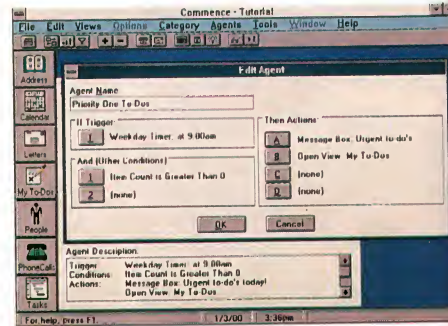 Commence - Tutorial
File Edit Views Options Category Agents Tools Window Help
Address
Calendar
Letters
My To-Dos
People
PhoneCalls
Tasks
Edit Agent
Agent Name
Priority One To-Dos
If Trigger:
1 Weekday Timer: at 9:00am
And (Other Conditions)
1 Item Count is Greater Than 0
2 (none)
Then Actions:
A Message Box: Urgent to-do's
B Open View: My To-Dos
C (none)
D (none)
OK Cancel
Agent Description:
Trigger: Weekday Timer: at 9:00am
Conditions: Item Count is Greater Than 0
Actions: Message Box: Urgent to-do's today!
Open View: My To-Dos
For help, press F1. 1/3/00 3:36pm